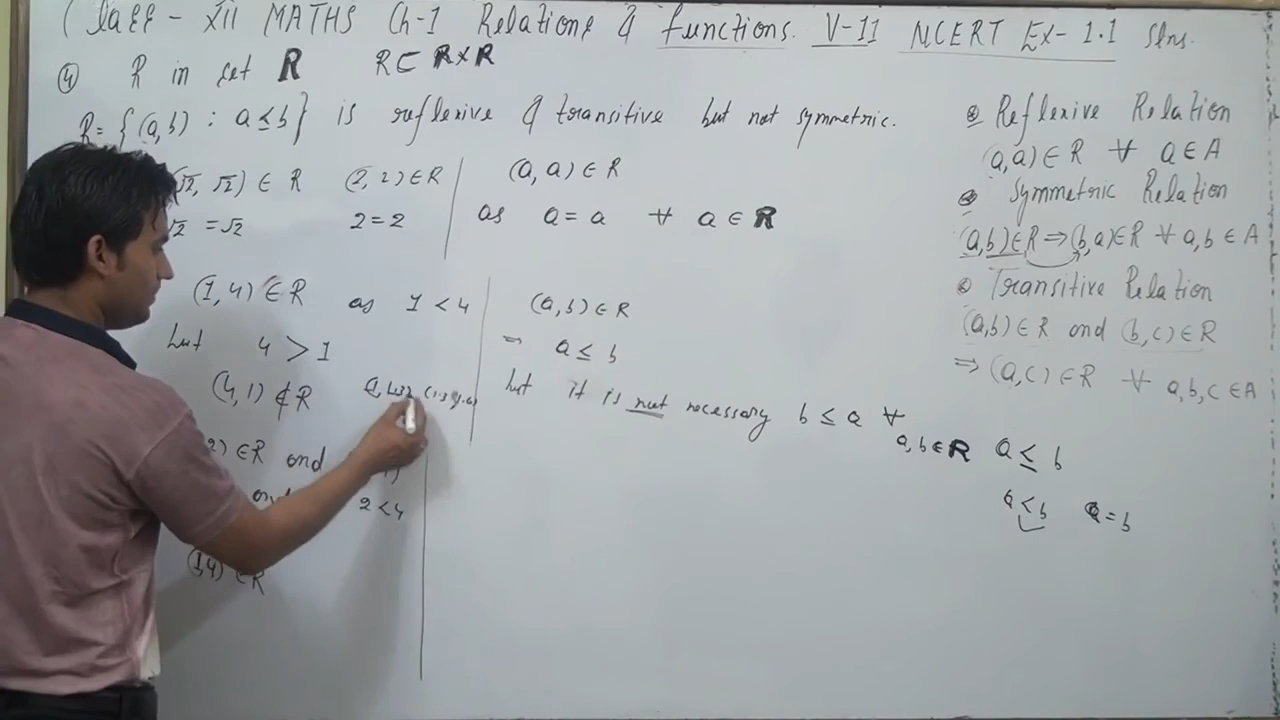 Class - XII MATHS Ch-1 Relations & functions. V-11 NCERT Ex-1.1 Slns.
④ R in set R R⊂R×R
R={(a,b) : a≤b} is reflexive & transitive but not symmetric.
(√2, √2) ∈ R (2, 2) ∈ R
√2 = √2 2=2
(a, a) ∈ R
as a = a ∀ a ∈ R
(1,4) ∈ R as 1 < 4
but 4 > 1
(4,1) ∉ R
(a,b) ∈ R
⇒ a ≤ b
but it is not necessary b ≤ a ∀
a,b ∈ R
a ≤ b
a < b a = b
2) ∈ R and
2 < 4
(1,4) ∈ R
Reflexive Relation
(a,a) ∈ R ∀ a ∈ A
Symmetric Relation
(a,b) ∈ R ⇒ (b,a) ∈ R ∀ a,b ∈ A
Transitive Relation
(a,b) ∈ R and (b,c) ∈ R
⇒ (a,c) ∈ R ∀ a,b,c ∈ A